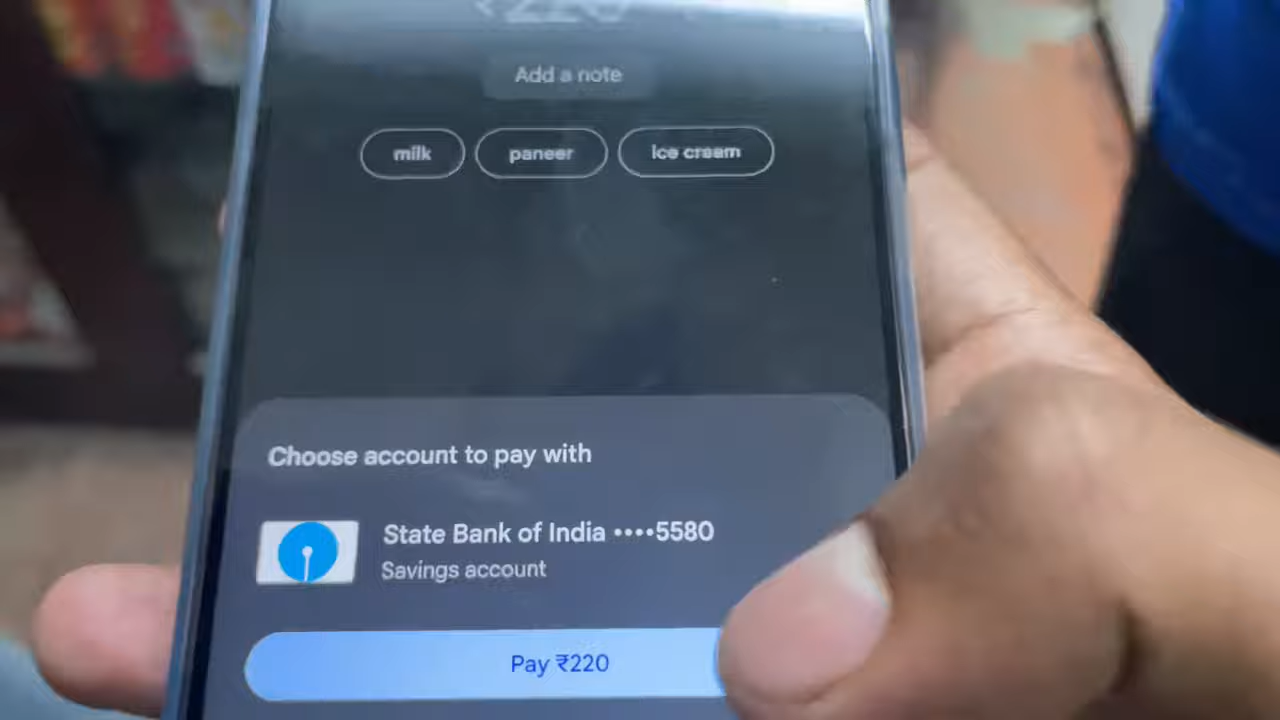 ₹220
Add a note
milk paneer ice cream
Choose account to pay with
State Bank of India ••••5580
Savings account
Pay ₹220